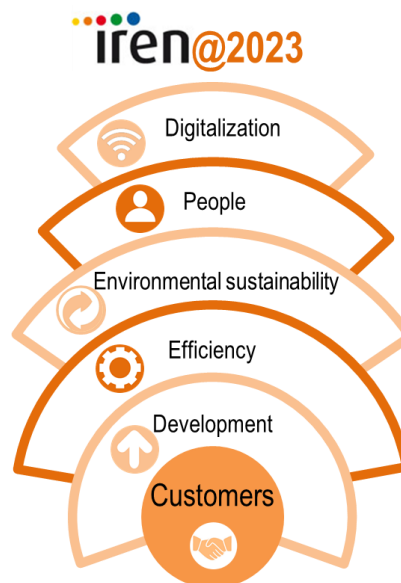 iren@2023
Digitalization
People
Environmental sustainability
Efficiency
Development
Customers